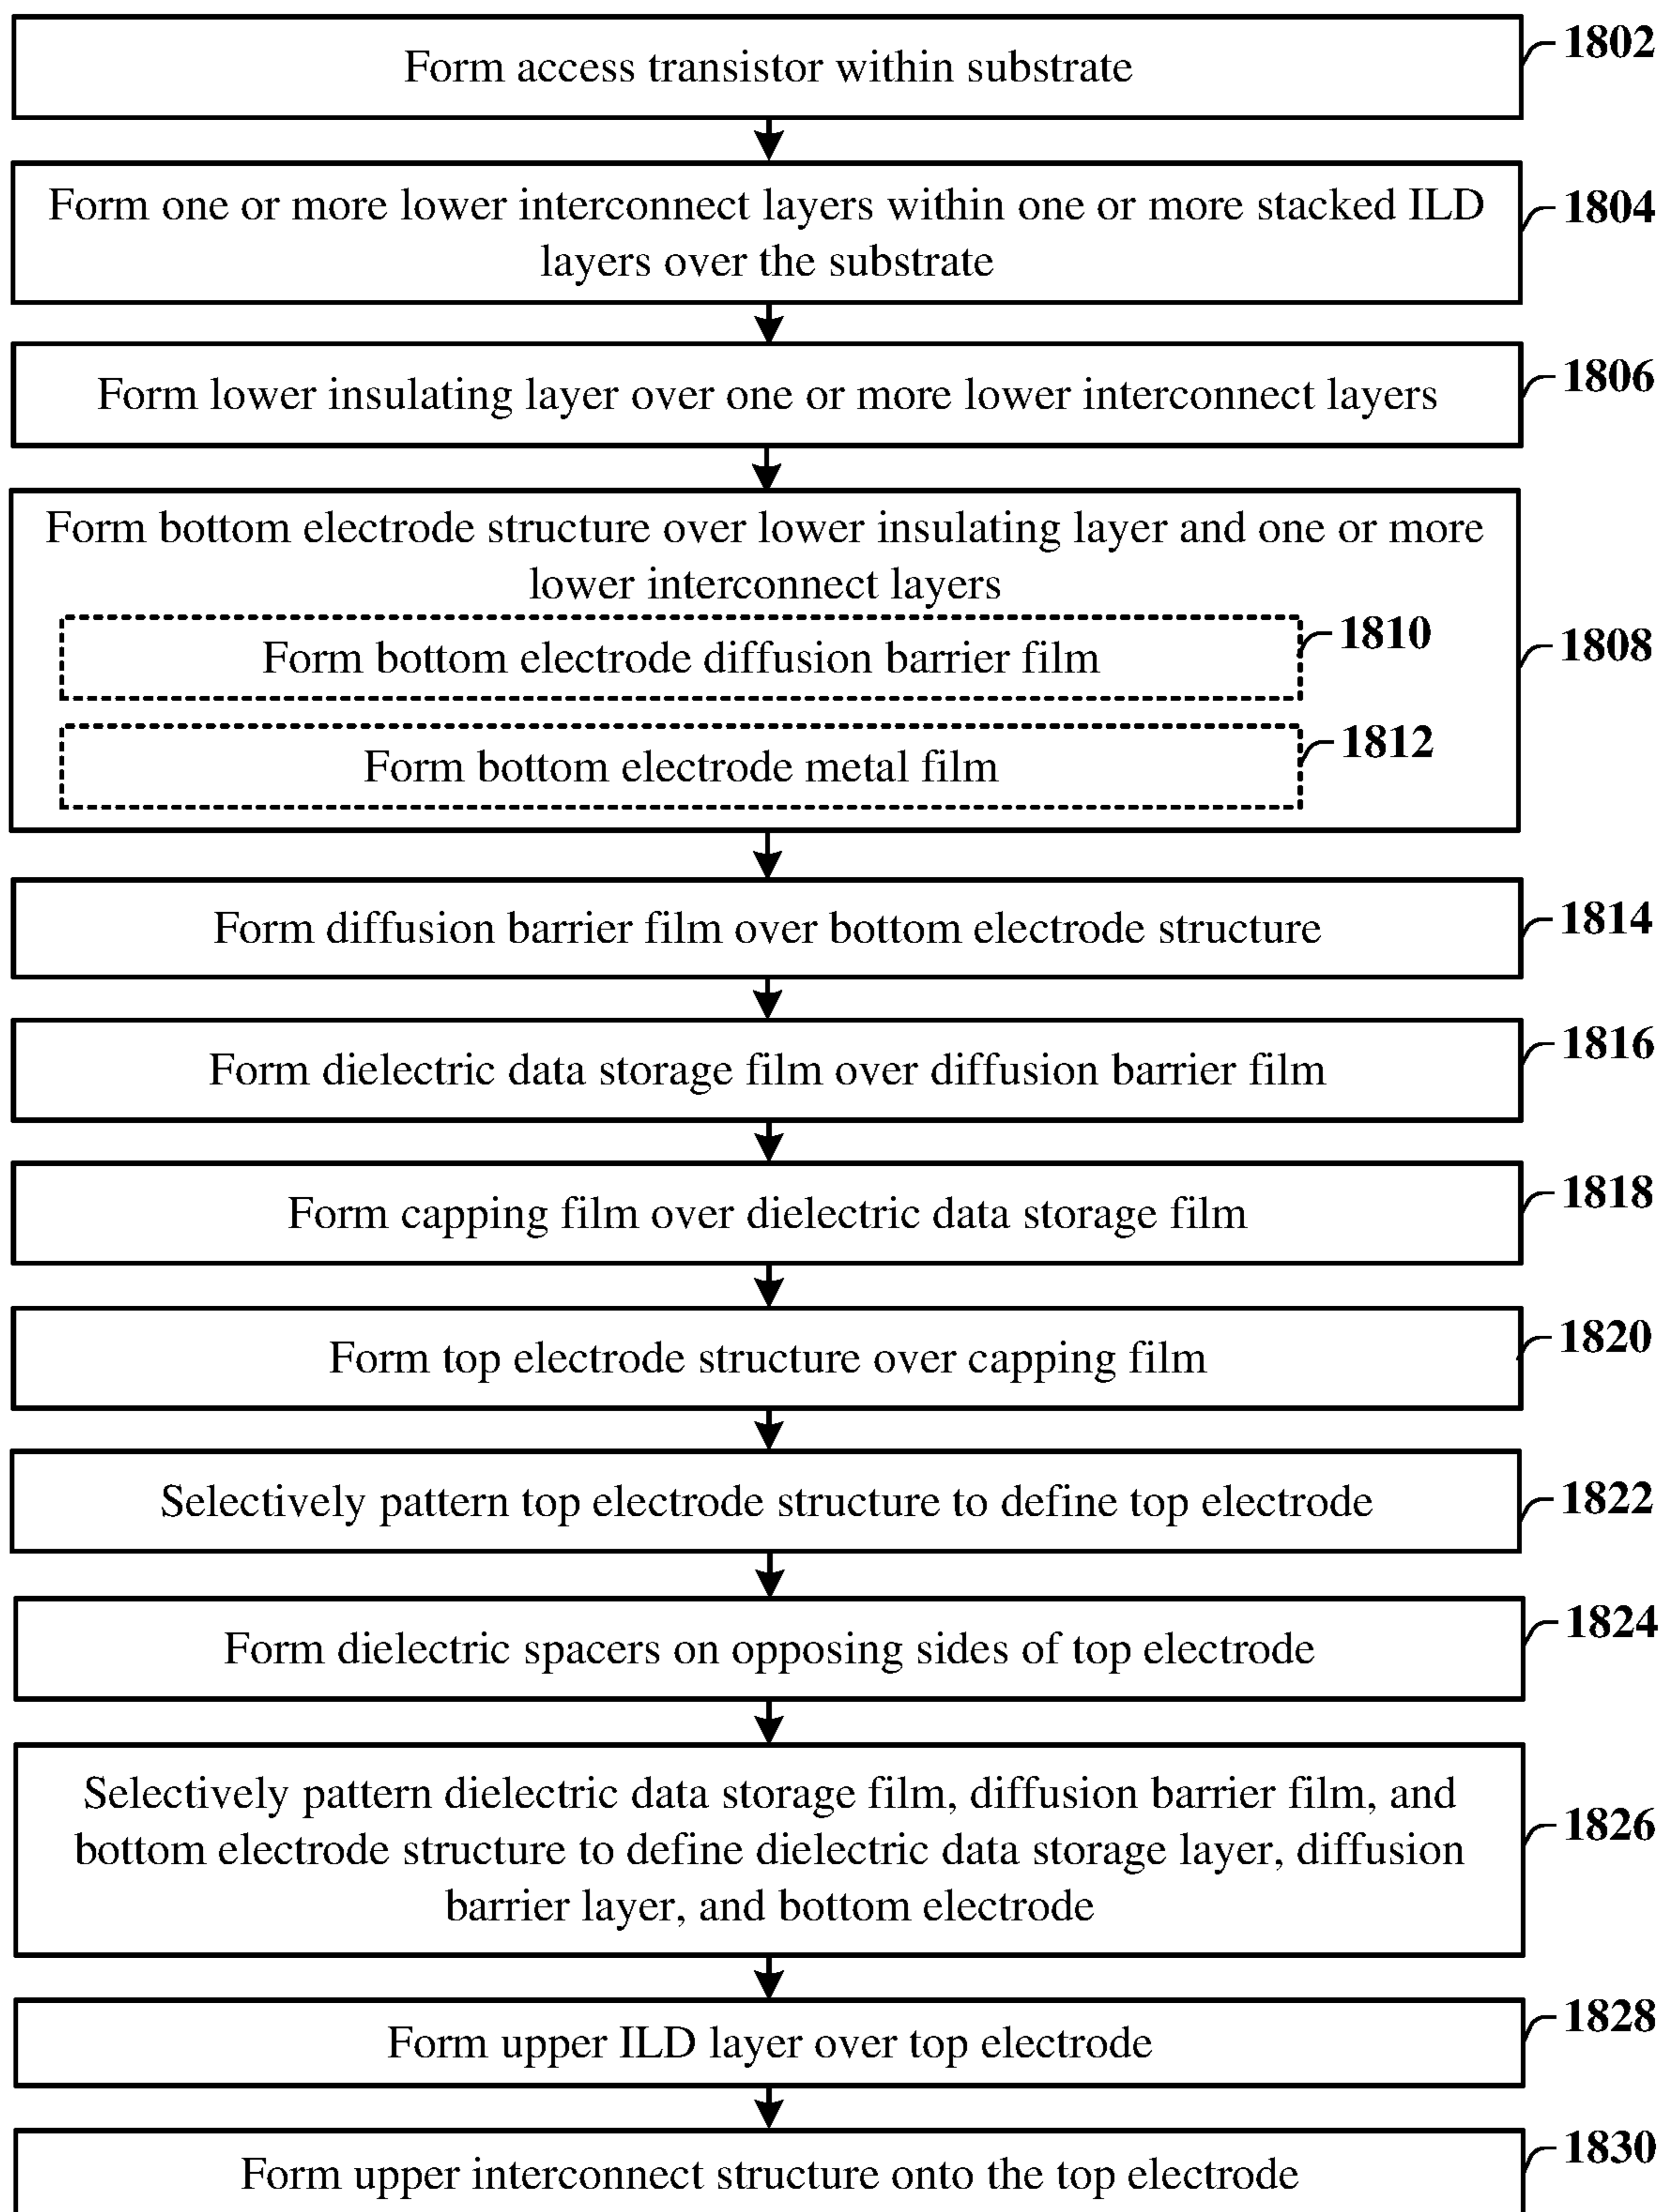 Form access transistor within substrate
1802
Form one or more lower interconnect layers within one or more stacked ILD
layers over the substrate
1804
Form lower insulating layer over one or more lower interconnect layers
1806
Form bottom electrode structure over lower insulating layer and one or more
lower interconnect layers
1808
Form bottom electrode diffusion barrier film
1810
Form bottom electrode metal film
1812
Form diffusion barrier film over bottom electrode structure
1814
Form dielectric data storage film over diffusion barrier film
1816
Form capping film over dielectric data storage film
1818
Form top electrode structure over capping film
1820
Selectively pattern top electrode structure to define top electrode
1822
Form dielectric spacers on opposing sides of top electrode
1824
Selectively pattern dielectric data storage film, diffusion barrier film, and
bottom electrode structure to define dielectric data storage layer, diffusion
barrier layer, and bottom electrode
1826
Form upper ILD layer over top electrode
1828
Form upper interconnect structure onto the top electrode
1830